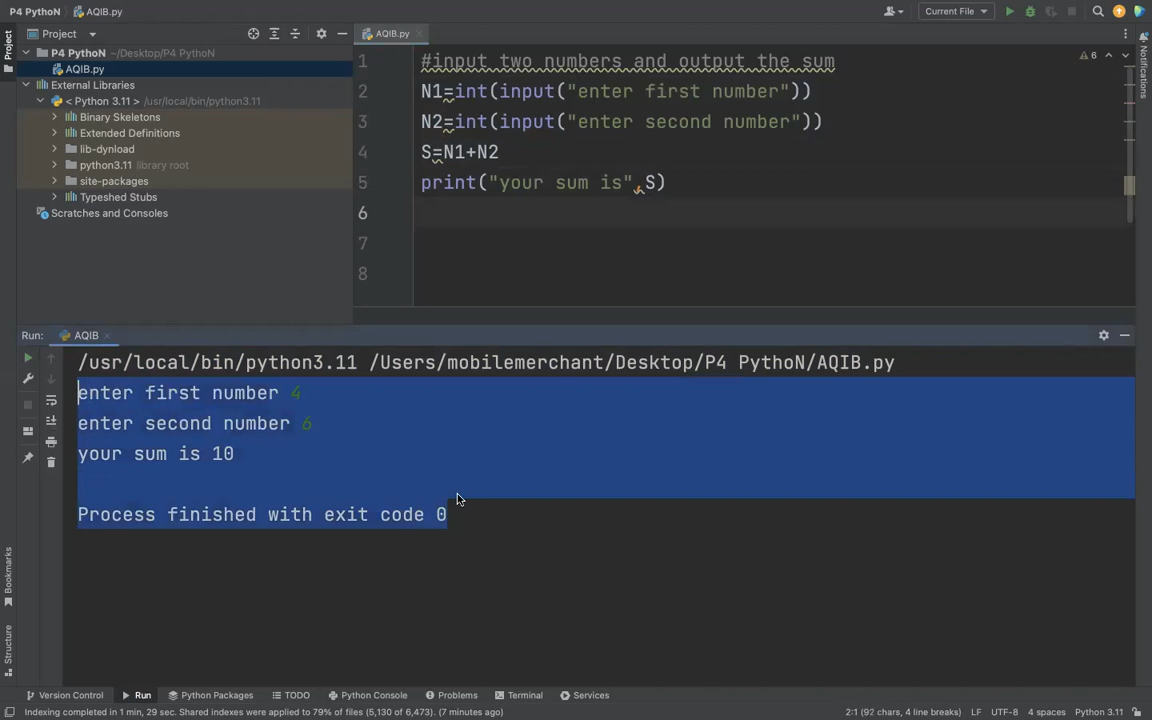 P4 PythoN
AQIB.py
Current File
Project
AQIB.py
Project
P4 PythoN ~/Desktop/P4 PythoN
AQIB.py
External Libraries
< Python 3.11 > /usr/local/bin/python3.11
Binary Skeletons
Extended Definitions
lib-dynload
python3.11 library root
site-packages
Typeshed Stubs
Scratches and Consoles
1 #input two numbers and output the sum
2 N1=int(input("enter first number"))
3 N2=int(input("enter second number"))
4 S=N1+N2
5 print("your sum is",S)
6
7
8
6
Notifications
Run: AQIB
/usr/local/bin/python3.11 /Users/mobilemerchant/Desktop/P4 PythoN/AQIB.py
enter first number 4
enter second number 6
your sum is 10
Process finished with exit code 0
Bookmarks
Structure
Version Control Run Python Packages TODO Python Console Problems Terminal Services
Indexing completed in 1 min, 29 sec. Shared indexes were applied to 79% of files (5,130 of 6,473). (7 minutes ago) 2:1 (92 chars, 4 line breaks) LF UTF-8 4 spaces Python 3.11